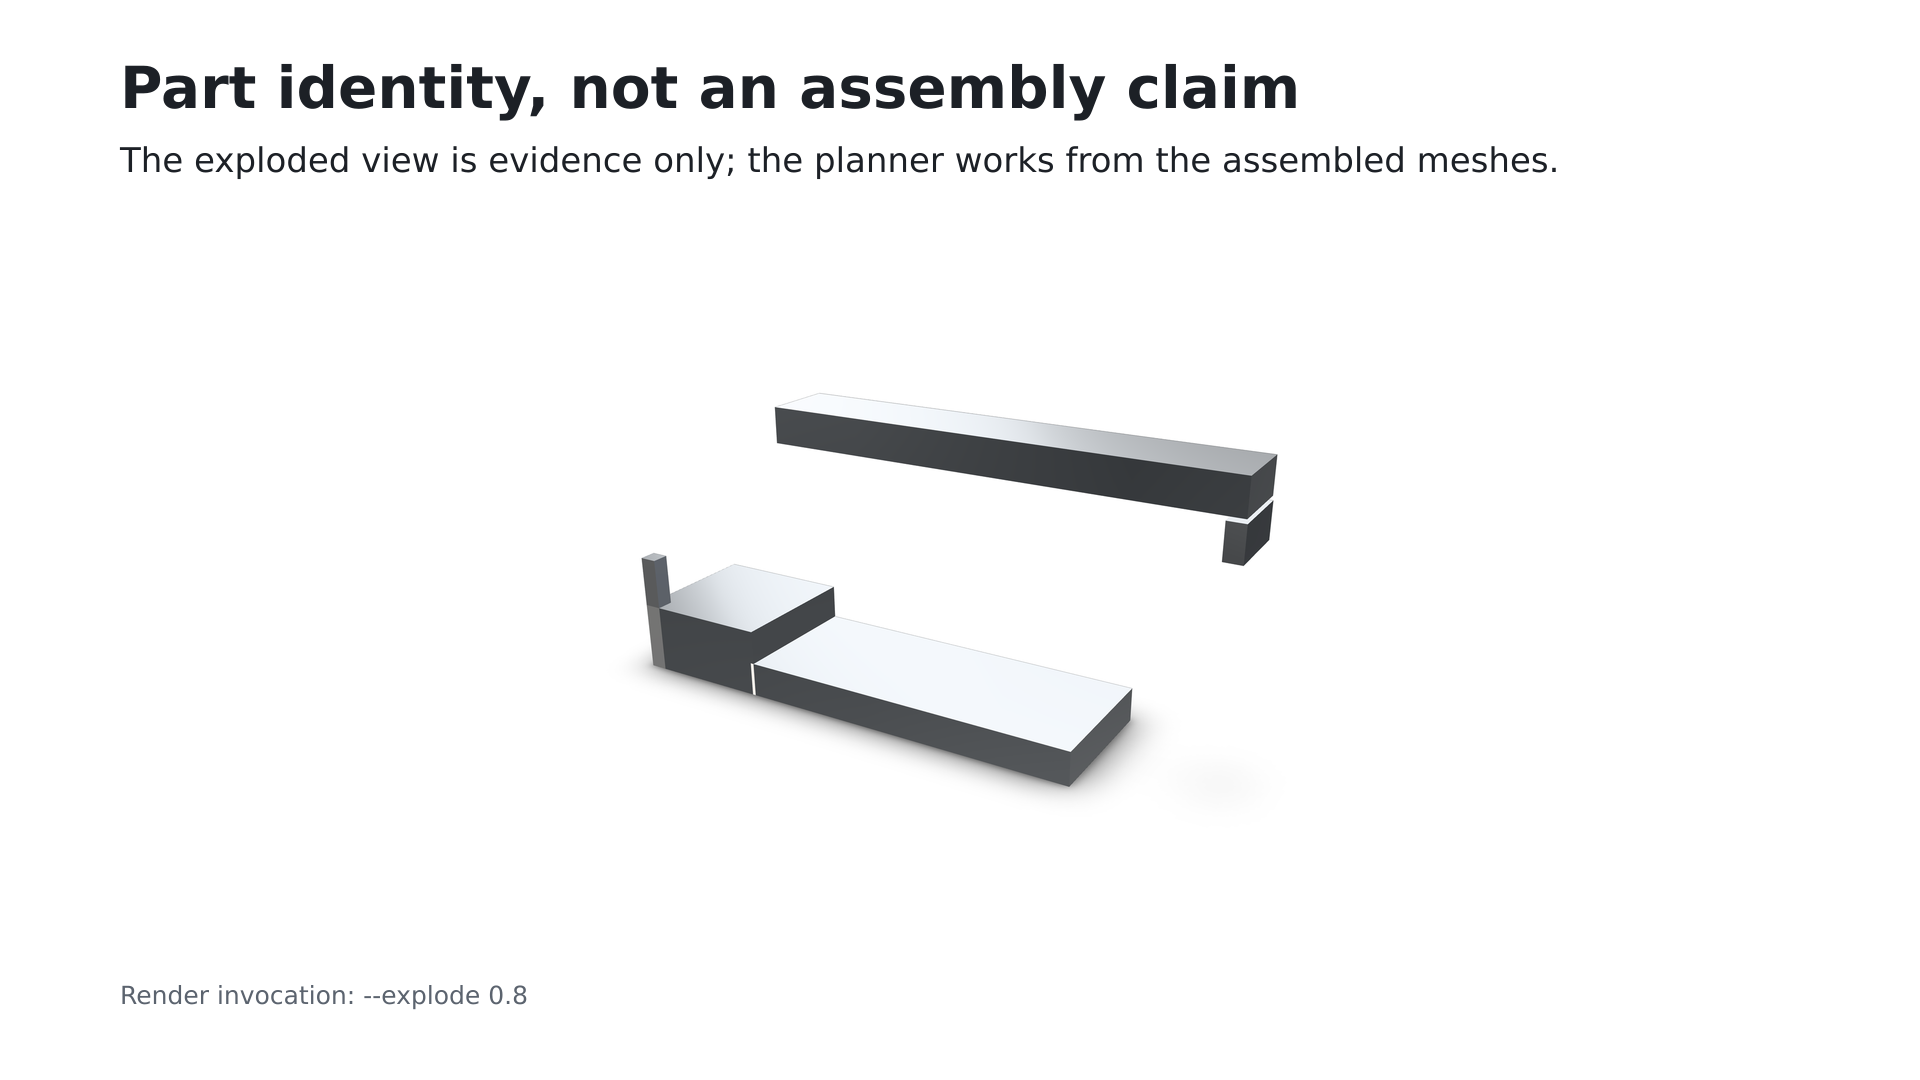 Part identity, not an assembly claim
The exploded view is evidence only; the planner works from the assembled meshes.
Render invocation: --explode 0.8